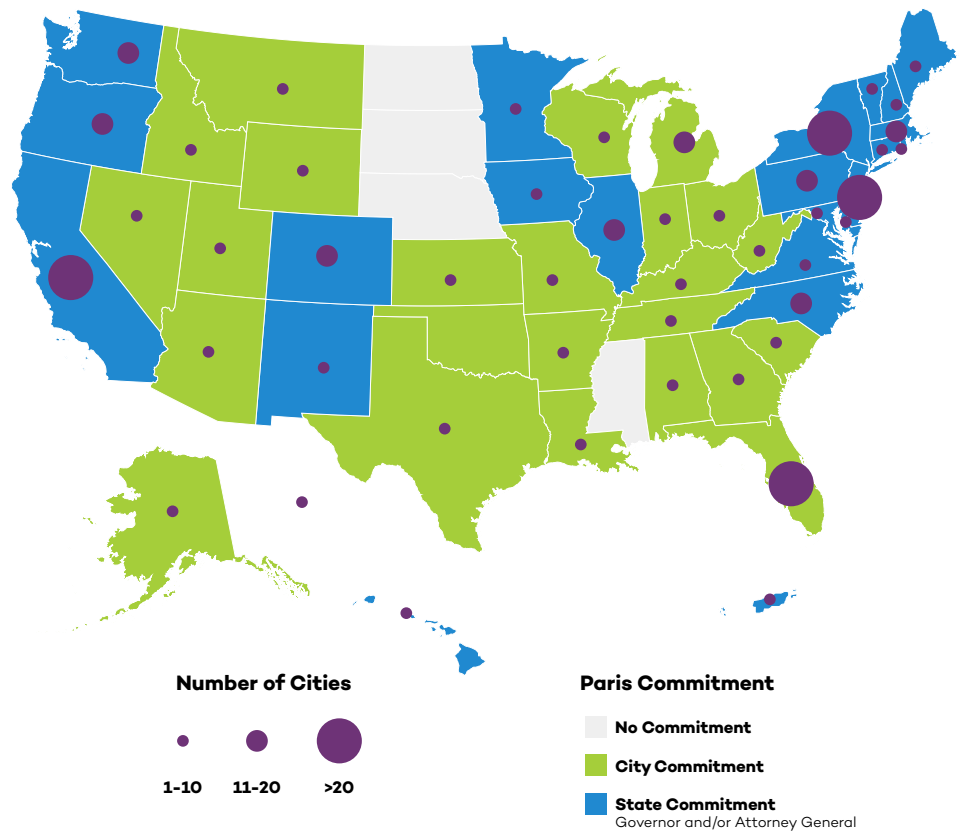 Number of Cities
1-10
11-20
>20
Paris Commitment
No Commitment
City Commitment
State Commitment
Governor and/or Attorney General